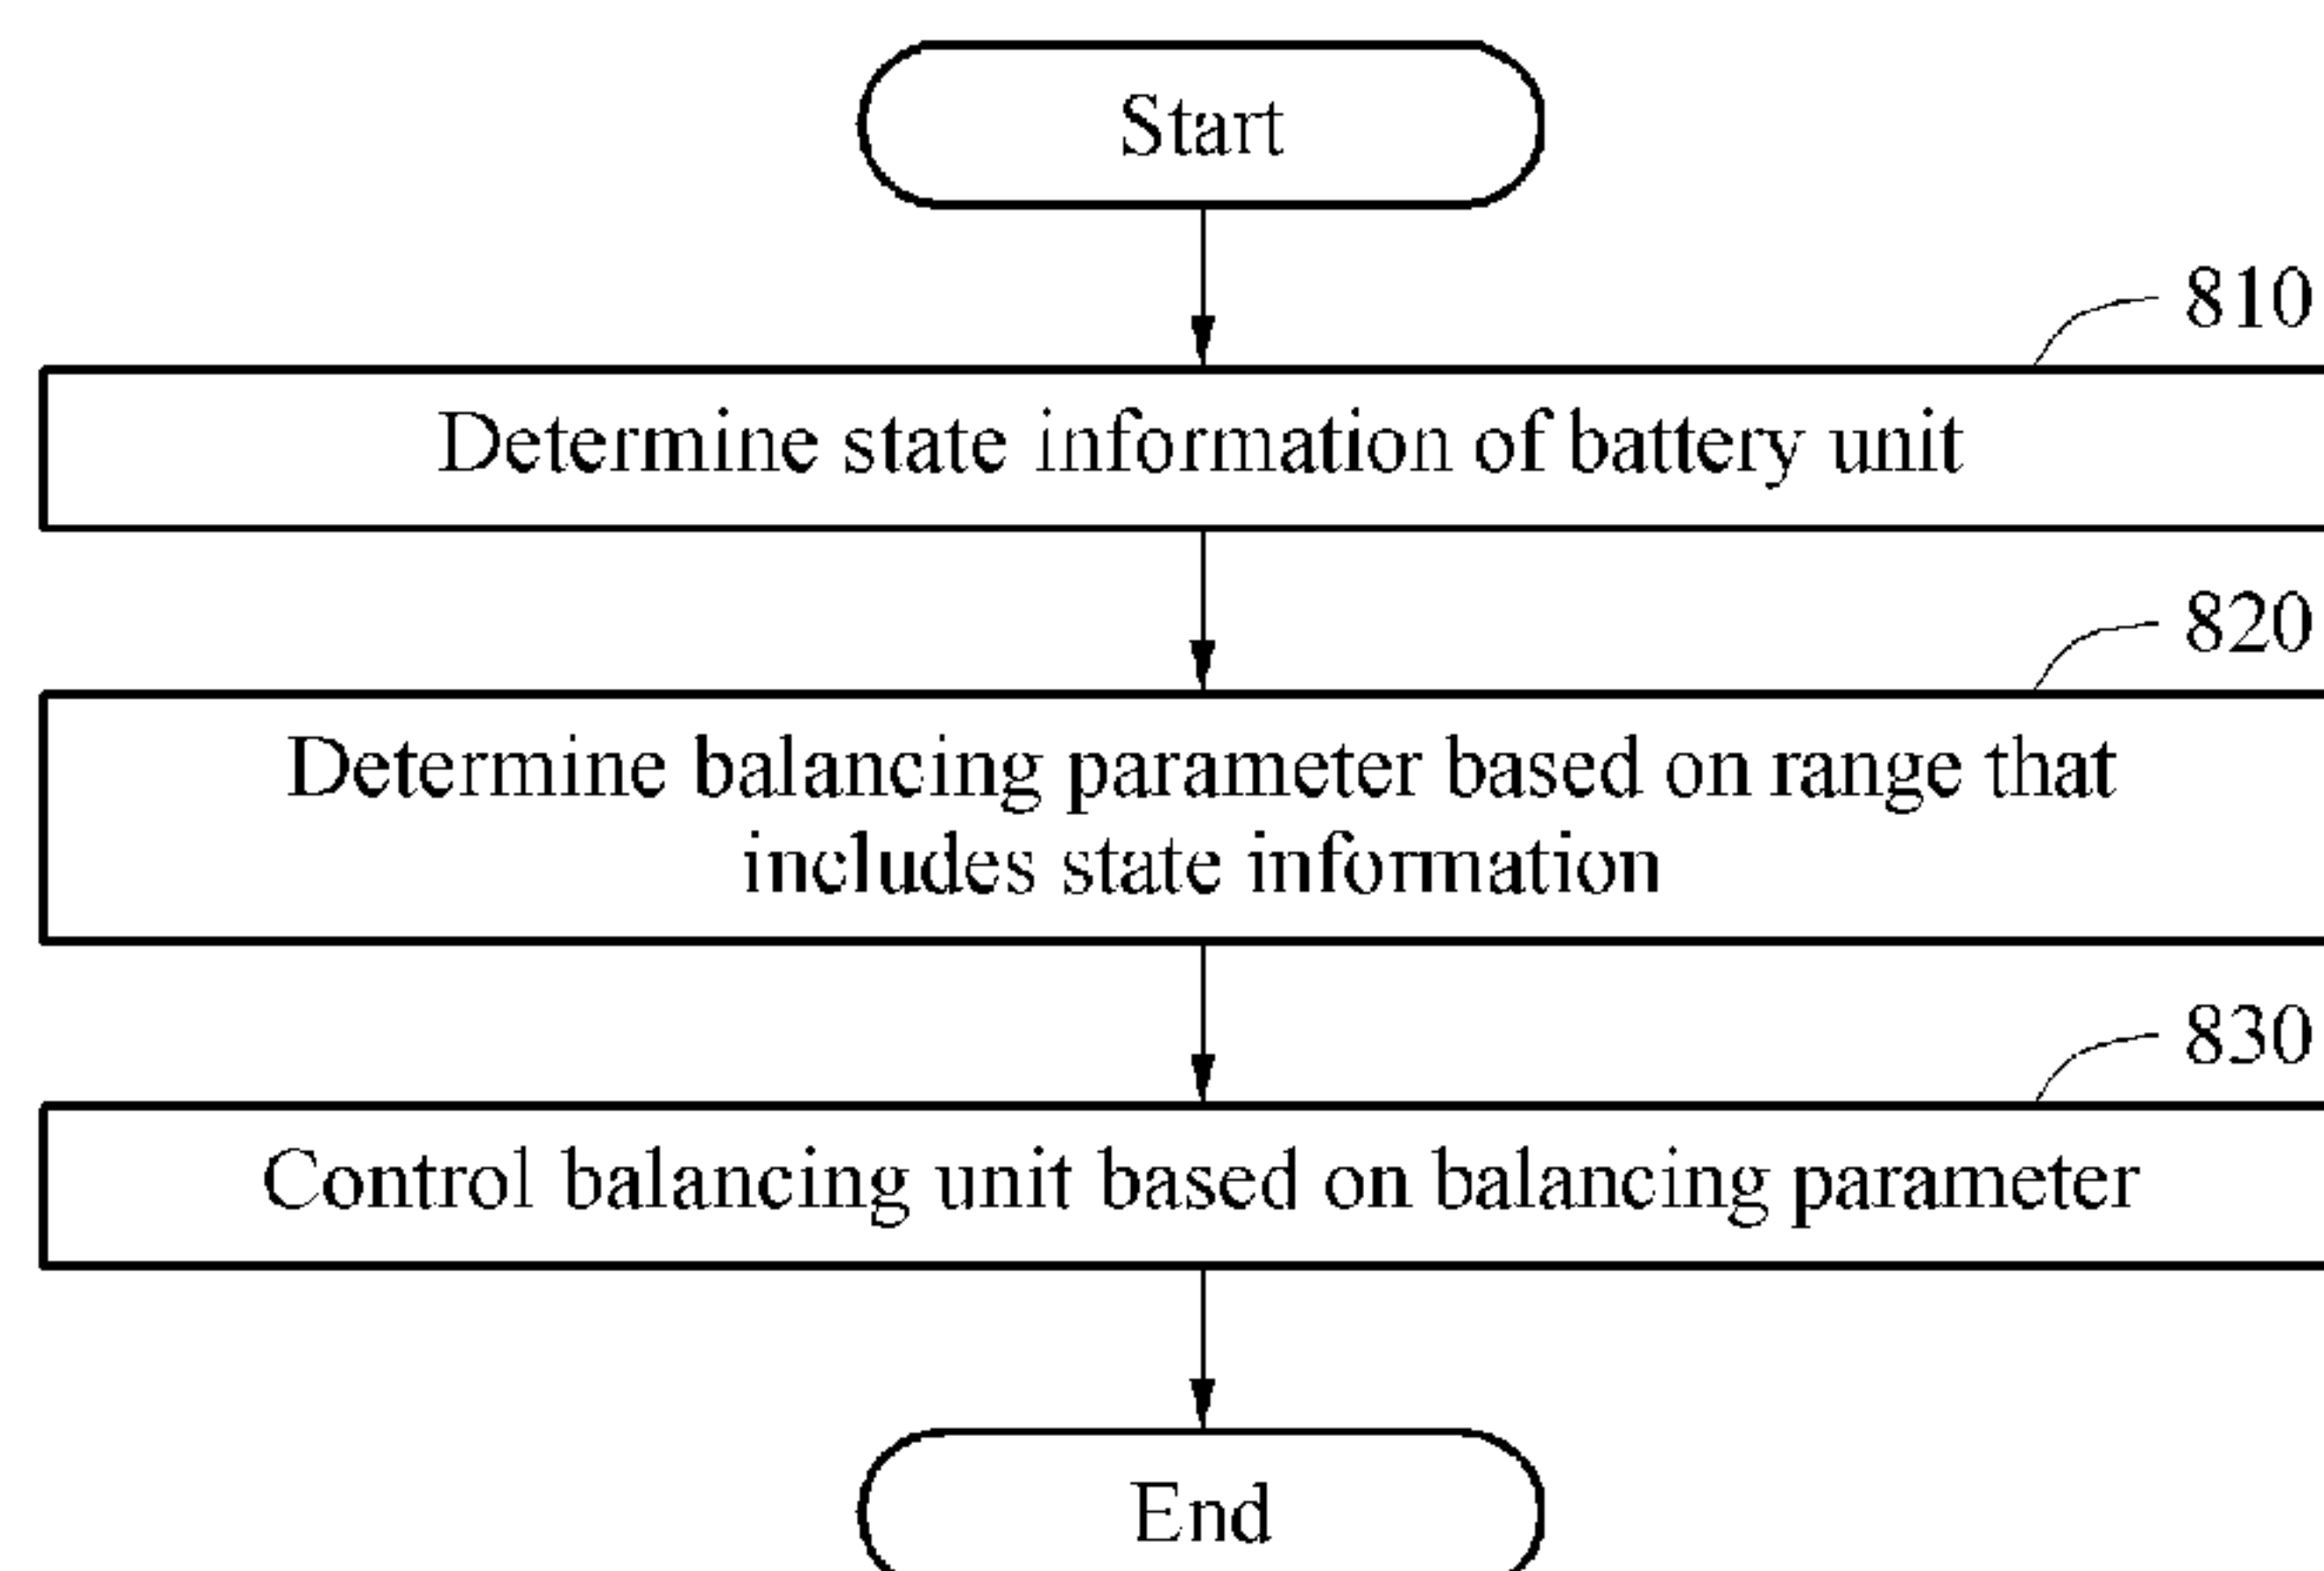 Start
810
Determine state information of battery unit
820
Determine balancing parameter based on range that
includes state information
830
Control balancing unit based on balancing parameter
End